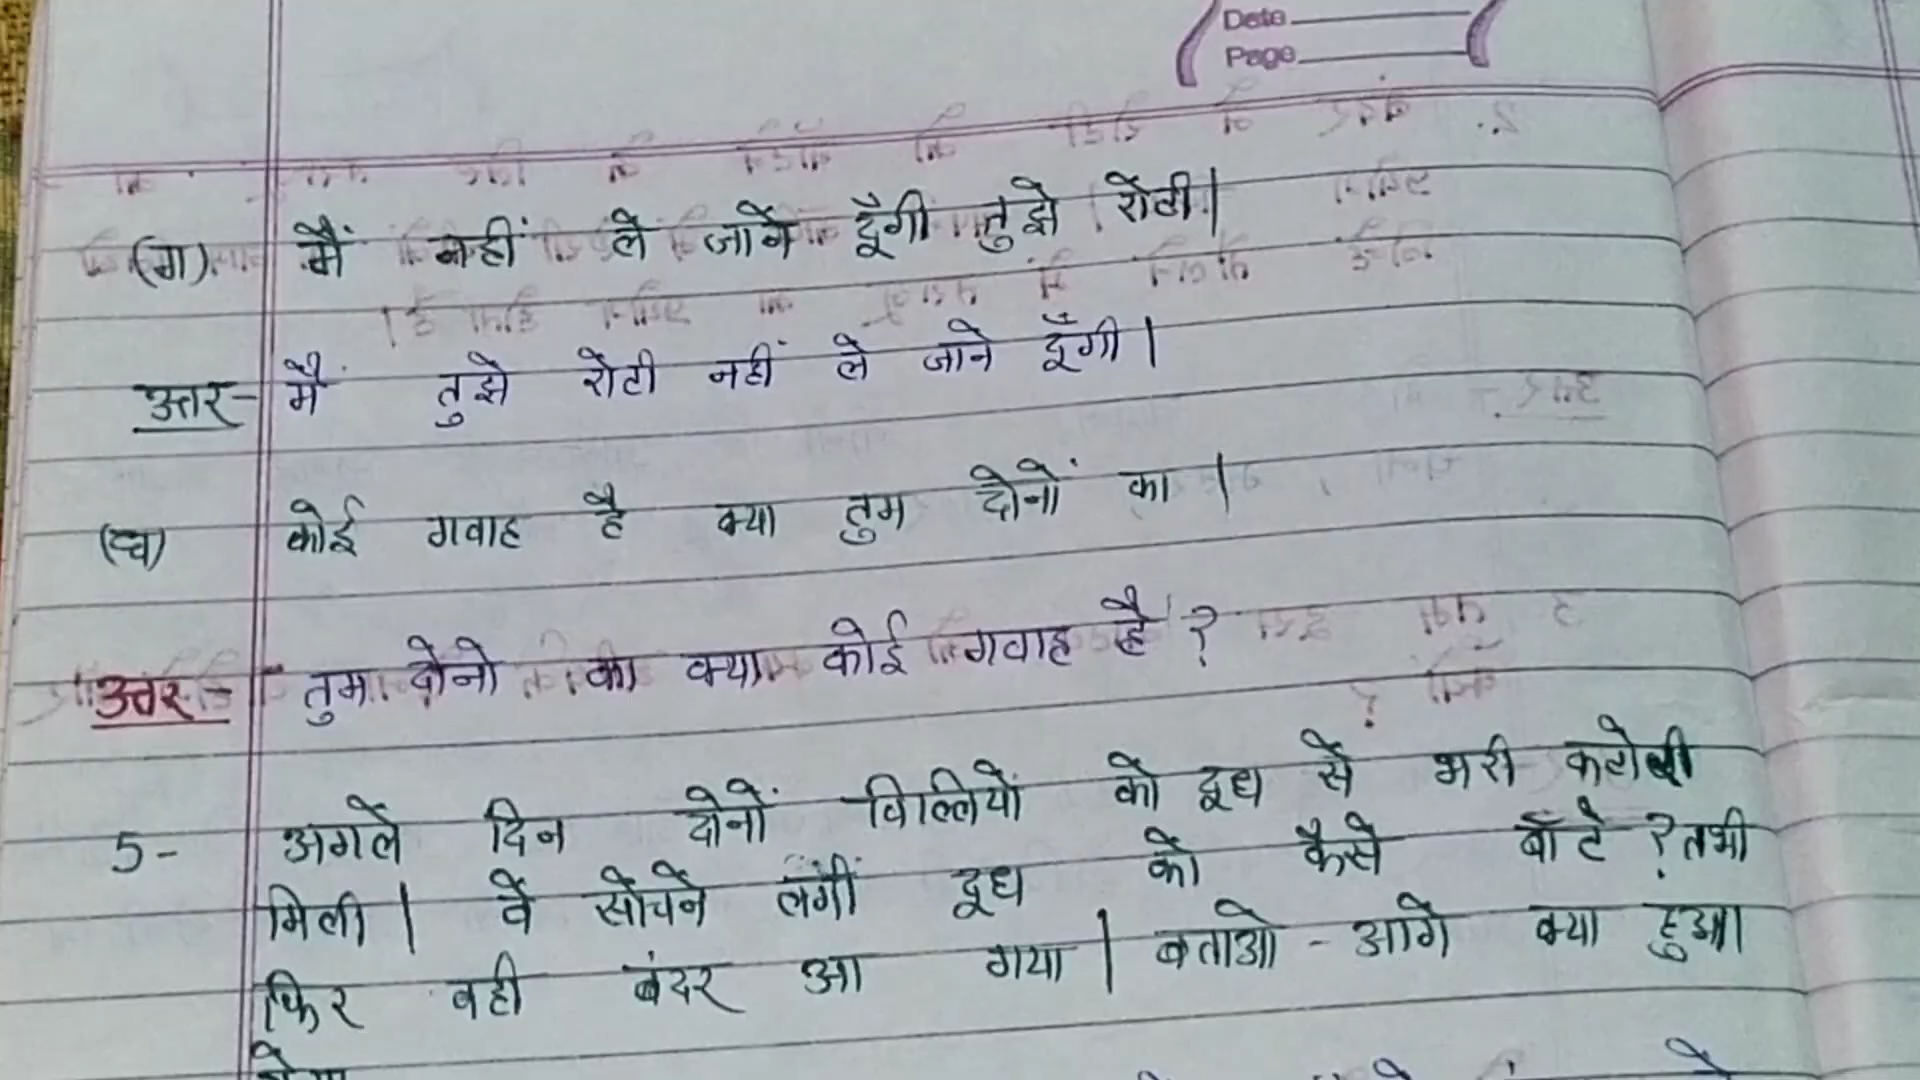 Date
Page
(ग) मैं नहीं ले जाने दूँगी तुझे रोटी।
उत्तर- मैं तुझे रोटी नहीं ले जाने दूँगी।
(घ) कोई गवाह है क्या तुम दोनों का।
उत्तर- तुम दोनो का क्या कोई गवाह है ?
5- अगले दिन दोनों बिल्लियों को दूध से भरी कटोरी
मिली। वे सोचने लगीं दूध को कैसे बाँटे ? तभी
फिर वही बंदर आ गया। बताओ - आगे क्या हुआ